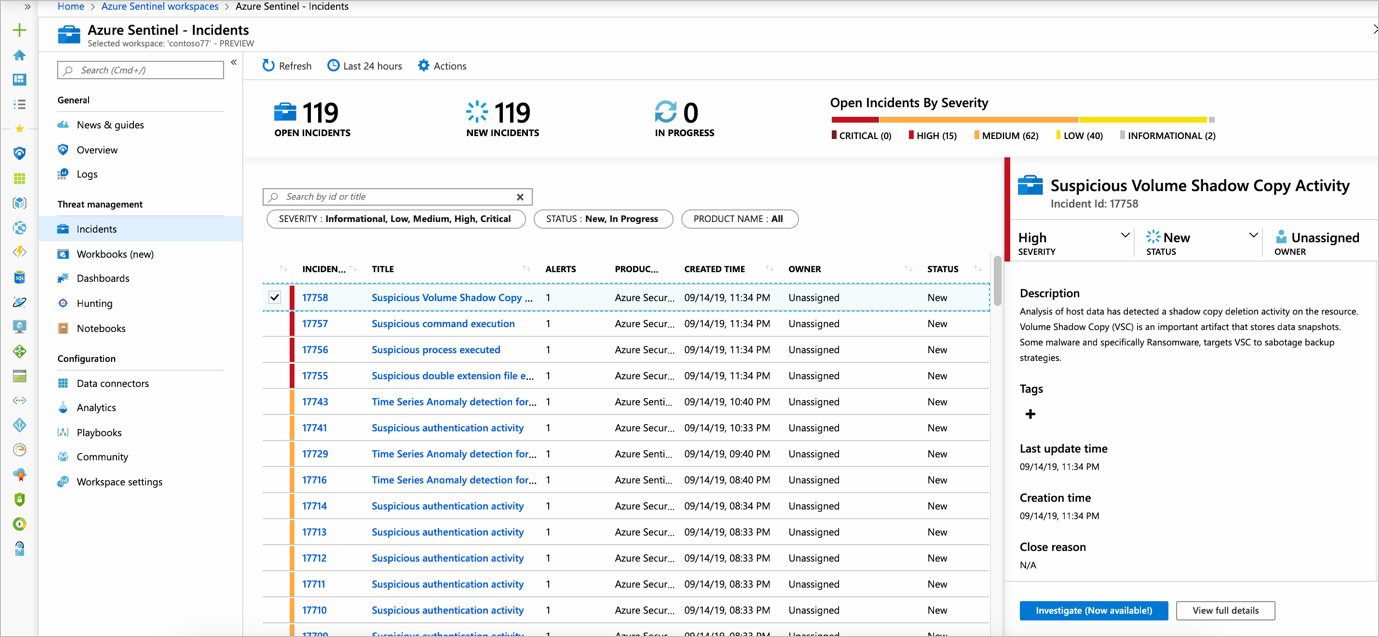 » Home > Azure Sentinel workspaces > Azure Sentinel - Incidents
Azure Sentinel - Incidents
Selected workspace: 'contoso77' - PREVIEW
Search (Cmd+/) «
General
News & guides
Overview
Logs
Threat management
Incidents
Workbooks (new)
Dashboards
Hunting
Notebooks
Configuration
Data connectors
Analytics
Playbooks
Community
Workspace settings
Refresh Last 24 hours Actions
119 119 0
OPEN INCIDENTS NEW INCIDENTS IN PROGRESS
Open Incidents By Severity
CRITICAL (0) HIGH (15) MEDIUM (62) LOW (40) INFORMATIONAL (2)
Search by id or title
SEVERITY : Informational, Low, Medium, High, Critical STATUS : New, In Progress PRODUCT NAME : All
INCIDEN... TITLE ALERTS PRODUC... CREATED TIME OWNER STATUS
17758 Suspicious Volume Shadow Copy ... 1 Azure Secur... 09/14/19, 11:34 PM Unassigned New
17757 Suspicious command execution 1 Azure Secur... 09/14/19, 11:34 PM Unassigned New
17756 Suspicious process executed 1 Azure Secur... 09/14/19, 11:34 PM Unassigned New
17755 Suspicious double extension file e... 1 Azure Secur... 09/14/19, 11:34 PM Unassigned New
17743 Time Series Anomaly detection for... 1 Azure Senti... 09/14/19, 10:40 PM Unassigned New
17741 Suspicious authentication activity 1 Azure Secur... 09/14/19, 10:33 PM Unassigned New
17729 Time Series Anomaly detection for... 1 Azure Senti... 09/14/19, 09:40 PM Unassigned New
17716 Time Series Anomaly detection for... 1 Azure Senti... 09/14/19, 08:40 PM Unassigned New
17714 Suspicious authentication activity 1 Azure Secur... 09/14/19, 08:34 PM Unassigned New
17713 Suspicious authentication activity 1 Azure Secur... 09/14/19, 08:33 PM Unassigned New
17712 Suspicious authentication activity 1 Azure Secur... 09/14/19, 08:33 PM Unassigned New
17711 Suspicious authentication activity 1 Azure Secur... 09/14/19, 08:33 PM Unassigned New
17710 Suspicious authentication activity 1 Azure Secur... 09/14/19, 08:33 PM Unassigned New
17709 Suspicious authentication activity 1 Azure Secur... 09/14/19, 08:33 PM Unassigned New
Suspicious Volume Shadow Copy Activity
Incident Id: 17758
High New Unassigned
SEVERITY STATUS OWNER
Description
Analysis of host data has detected a shadow copy deletion activity on the resource.
Volume Shadow Copy (VSC) is an important artifact that stores data snapshots.
Some malware and specifically Ransomware, targets VSC to sabotage backup
strategies.
Tags
+
Last update time
09/14/19, 11:34 PM
Creation time
09/14/19, 11:34 PM
Close reason
N/A
Investigate (Now available!) View full details